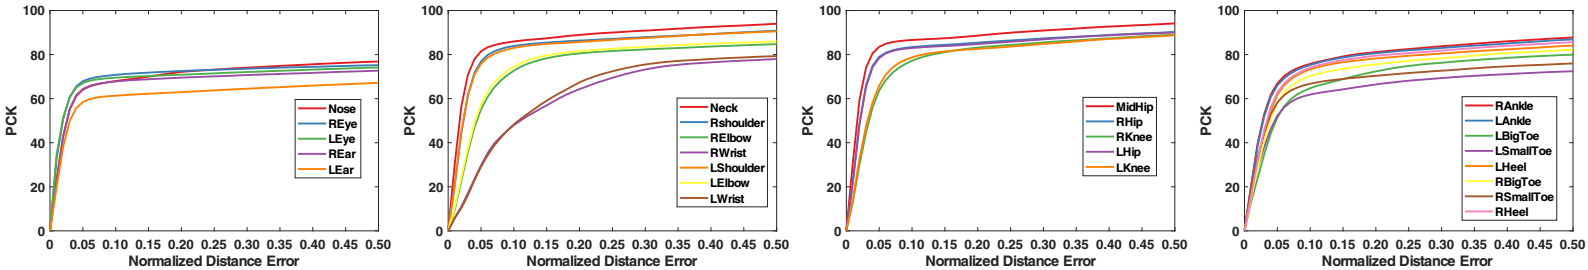 100
80
60
40
20
0
PCK
0 0.05 0.10 0.15 0.20 0.25 0.30 0.35 0.40 0.45 0.50
Normalized Distance Error
Nose
REye
LEye
REar
LEar
100
80
60
40
20
0
PCK
0 0.05 0.10 0.15 0.20 0.25 0.30 0.35 0.40 0.45 0.50
Normalized Distance Error
Neck
Rshoulder
RElbow
RWrist
LShoulder
LElbow
LWrist
100
80
60
40
20
0
PCK
0 0.05 0.10 0.15 0.20 0.25 0.30 0.35 0.40 0.45 0.50
Normalized Distance Error
MidHip
RHip
RKnee
LHip
LKnee
100
80
60
40
20
0
PCK
0 0.05 0.10 0.15 0.20 0.25 0.30 0.35 0.40 0.45 0.50
Normalized Distance Error
RAnkle
LAnkle
LBigToe
LSmallToe
LHeel
RBigToe
RSmallToe
RHeel